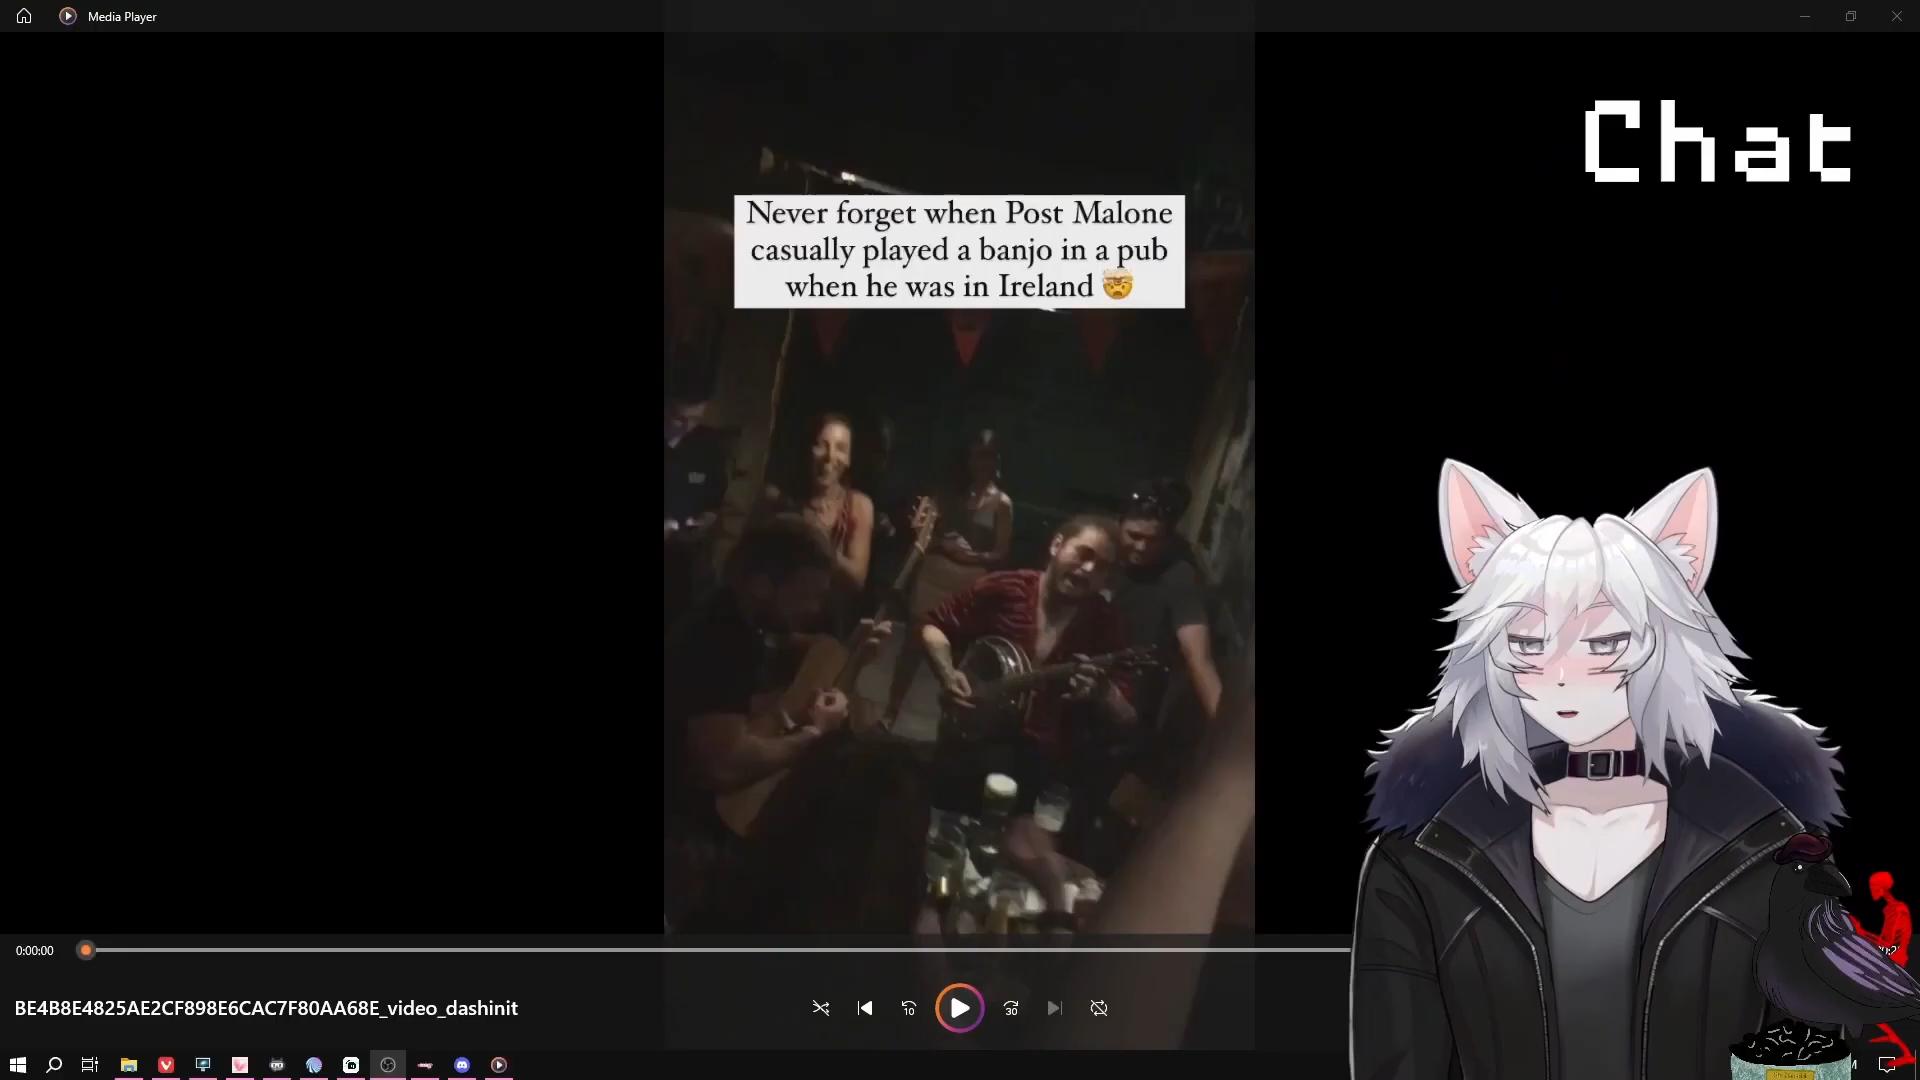 Media Player
Chat
Never forget when Post Malone
casually played a banjo in a pub
when he was in Ireland 🤯
0:00:00
BE4B8E4825AE2CF898E6CAC7F80AA68E_video_dashinit
10
30